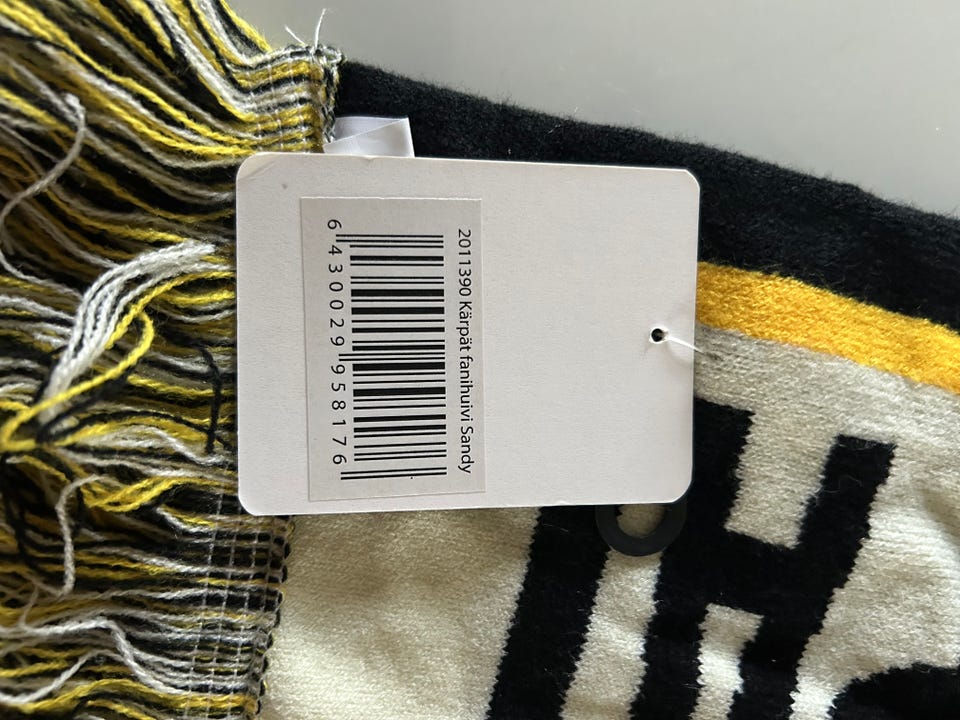 2011390 Kärpät fanihuivi Sandy
6 430029 958176